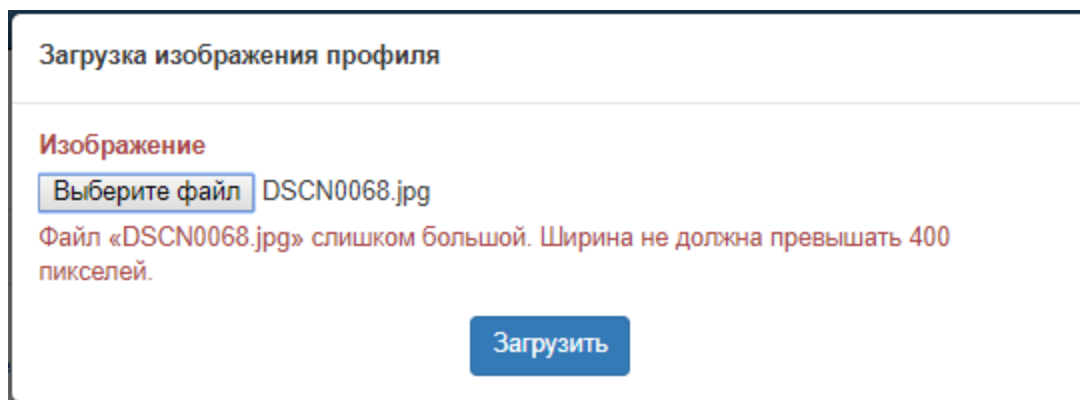 Загрузка изображения профиля
Изображение
Выберите файл DSCN0068.jpg
Файл «DSCN0068.jpg» слишком большой. Ширина не должна превышать 400
пикселей.
Загрузить